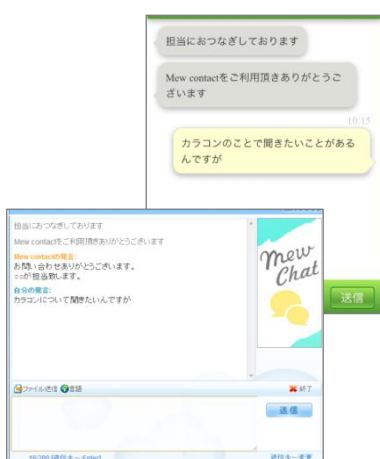 担当におつなぎしております
Mew contactをご利用頂きありがとうご
ざいます
10:15
カラコンのことで聞きたいことがある
んですが
送信
担当におつなぎしております
Mew contactをご利用頂きありがとうございます
Mew contactの発言:
お問い合わせありがとうございます。
○○が担当致します。
自分の発言:
カラコンについて聞きたいんですが
mew
Chat
ファイル送信 言語
終了
送信
送信キー変更